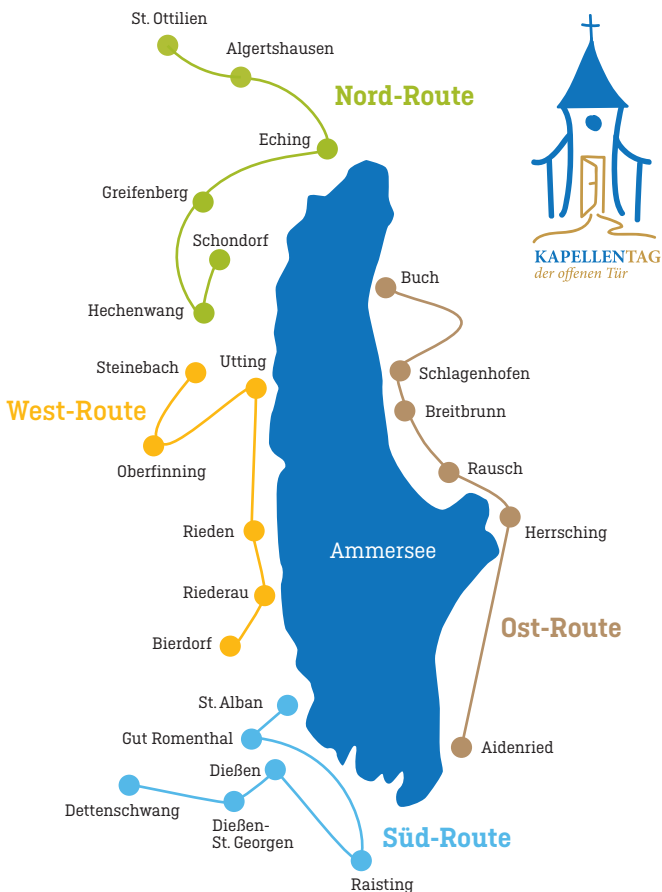 St. Ottilien
Algertshausen
Nord-Route
Eching
Greifenberg
Schondorf
Hechenwang
KAPELLENTAG
der offenen Tür
Buch
Steinebach
Utting
Schlagenhofen
West-Route
Breitbrunn
Oberfinning
Rausch
Rieden
Herrsching
Ammersee
Riederau
Ost-Route
Bierdorf
St. Alban
Gut Romenthal
Aidenried
Dießen
Dettenschwang
Dießen-
St. Georgen
Süd-Route
Raisting